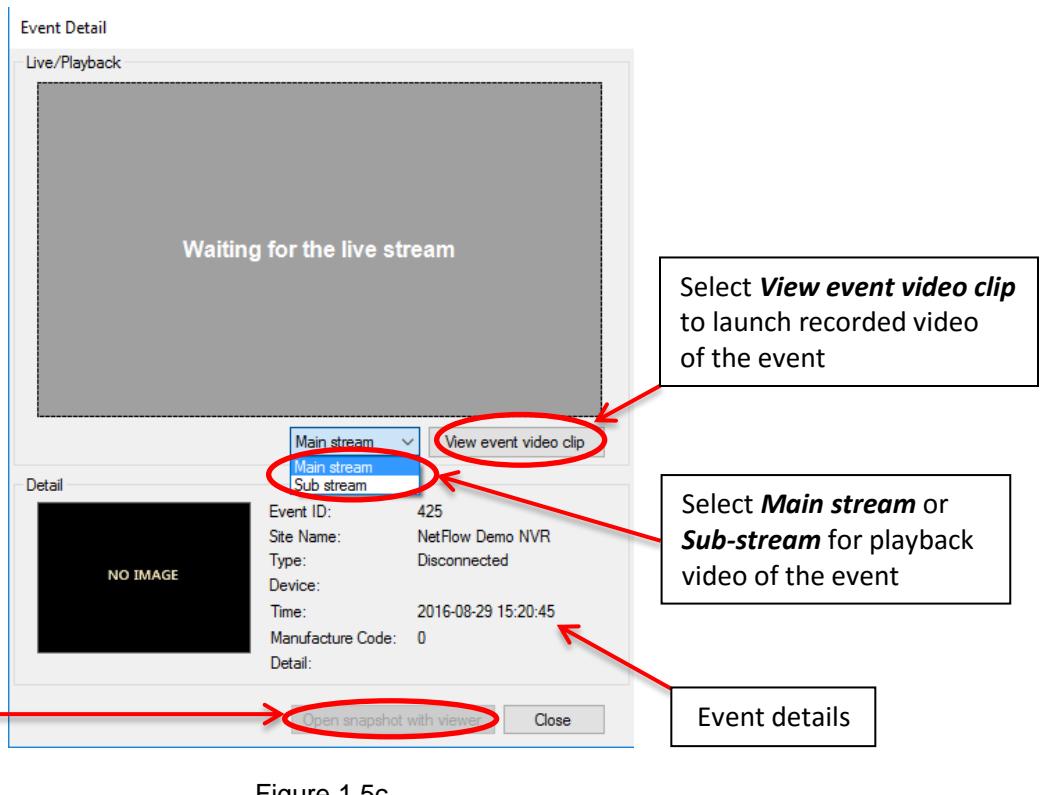 Event Detail
Live/Playback
Waiting for the live stream
Select View event video clip
to launch recorded video
of the event
Main stream
View event video clip
Main stream
Sub stream
Select Main stream or
Sub-stream for playback
video of the event
Detail
NO IMAGE
Event ID: 425
Site Name: NetFlow Demo NVR
Type: Disconnected
Device:
Time: 2016-08-29 15:20:45
Manufacture Code: 0
Detail:
Event details
Open snapshot with viewer
Close
Figure 1.5c